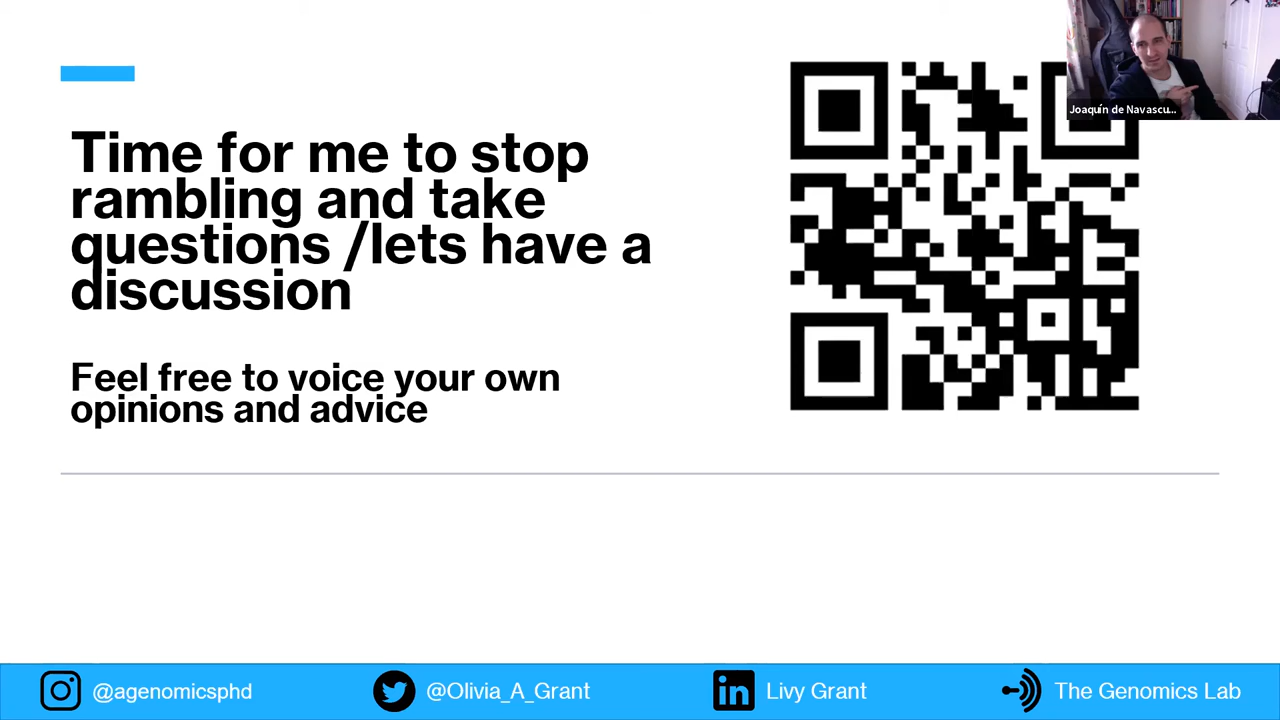 Time for me to stop
rambling and take
questions /lets have a
discussion
Feel free to voice your own
opinions and advice
Joaquín de Navascu...
@agenomicsphd
@Olivia_A_Grant
Livy Grant
The Genomics Lab